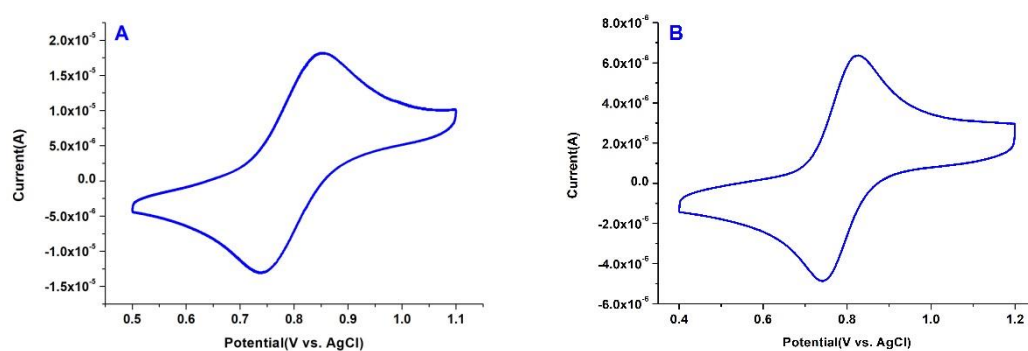 A
2.0x10⁻⁵
1.5x10⁻⁵
1.0x10⁻⁵
5.0x10⁻⁶
0.0
-5.0x10⁻⁶
-1.0x10⁻⁵
-1.5x10⁻⁵
Current(A)
0.5 0.6 0.7 0.8 0.9 1.0 1.1
Potential(V vs. AgCl)
B
8.0x10⁻⁶
6.0x10⁻⁶
4.0x10⁻⁶
2.0x10⁻⁶
0.0
-2.0x10⁻⁶
-4.0x10⁻⁶
-6.0x10⁻⁶
Current(A)
0.4 0.6 0.8 1.0 1.2
Potential(V vs. AgCl)